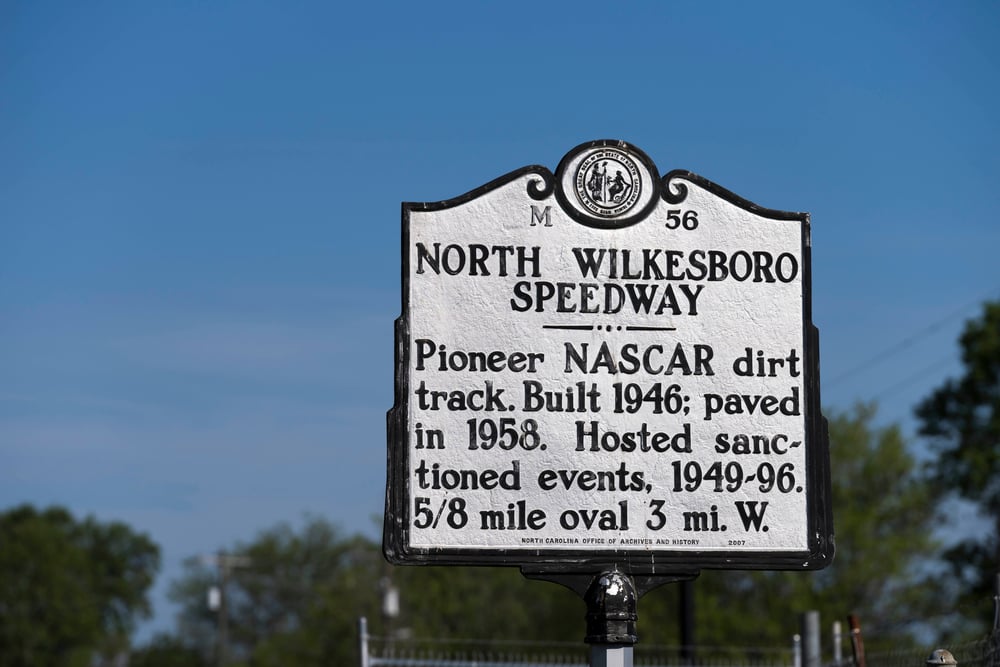 M 56
NORTH WILKESBORO
SPEEDWAY
Pioneer NASCAR dirt
track. Built 1946; paved
in 1958. Hosted sanc-
tioned events, 1949-96.
5/8 mile oval 3 mi. W.
NORTH CAROLINA OFFICE OF ARCHIVES AND HISTORY 2007